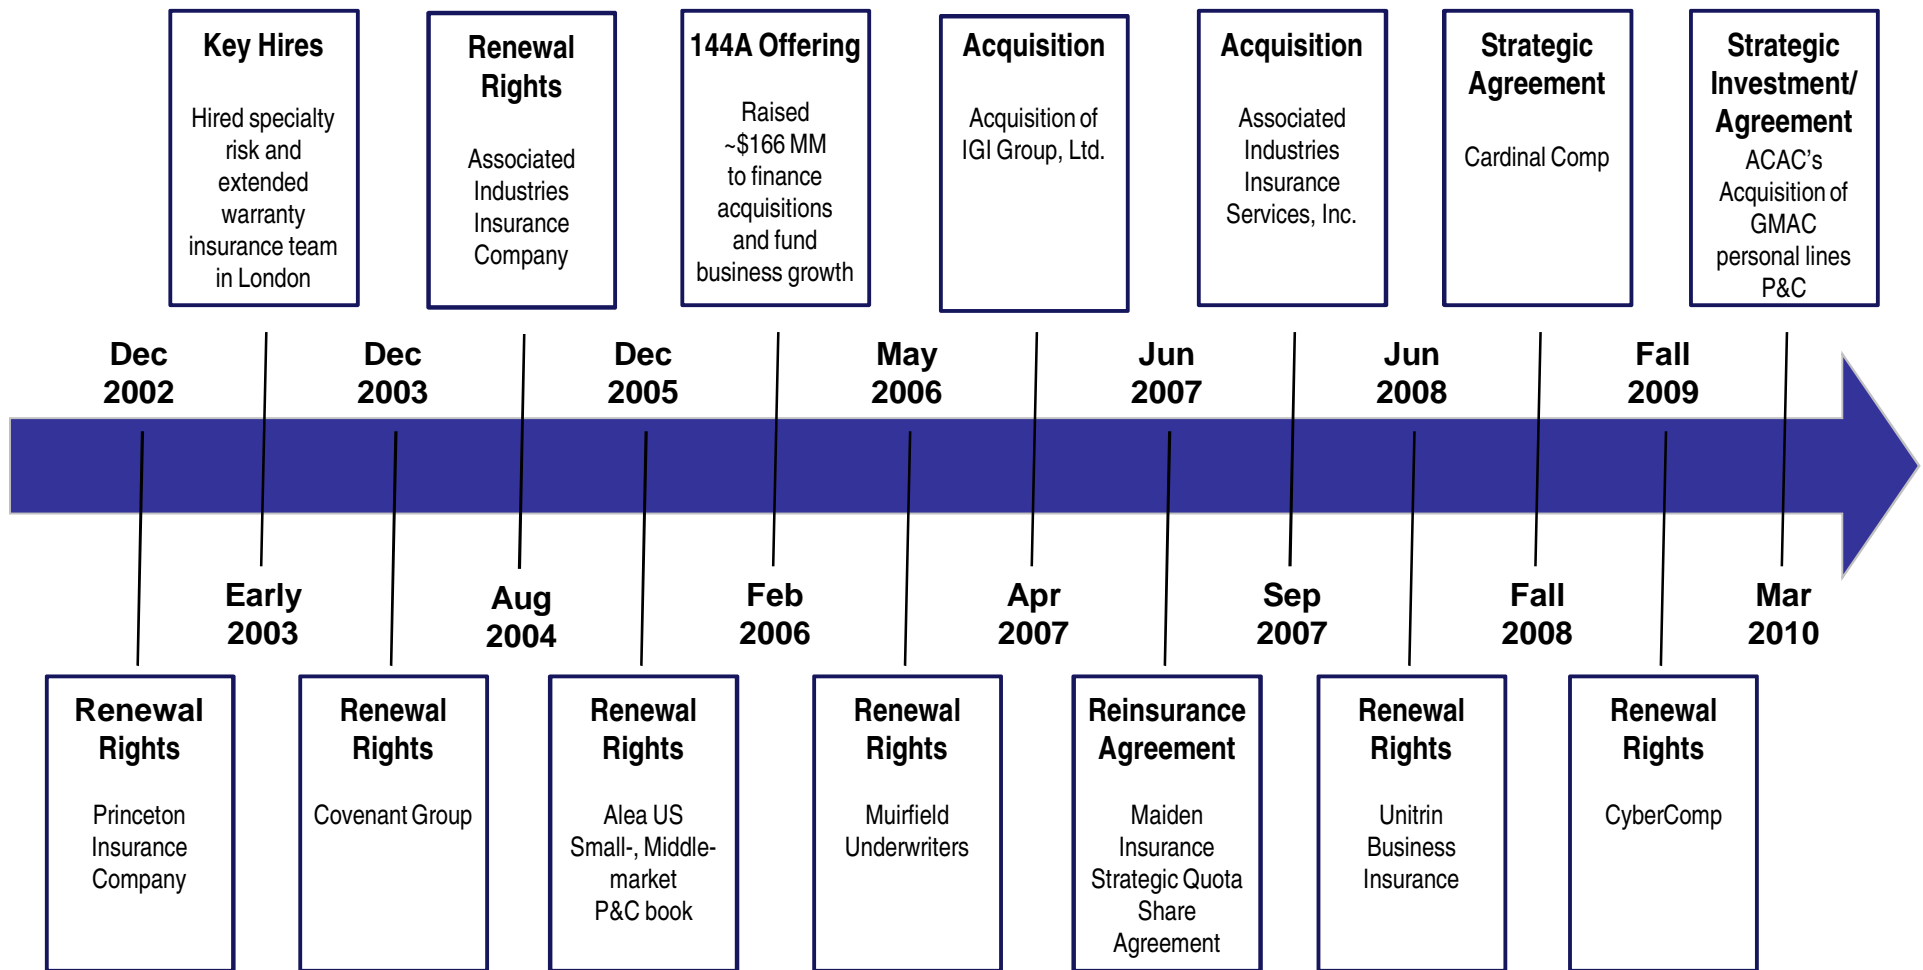 Key Hires
Hired specialty
risk and
extended
warranty
insurance team
in London
Renewal
Rights
Associated
Industries
Insurance
Company
144A Offering
Raised
~$166 MM
to finance
acquisitions
and fund
business growth
Acquisition
Acquisition of
IGI Group, Ltd.
Acquisition
Associated
Industries
Insurance
Services, Inc.
Strategic
Agreement
Cardinal Comp
Strategic
Investment/
Agreement
ACAC's
Acquisition of
GMAC
personal lines
P&C
Dec
2002
Dec
2003
Dec
2005
May
2006
Jun
2007
Jun
2008
Fall
2009
Early
2003
Aug
2004
Feb
2006
Apr
2007
Sep
2007
Fall
2008
Mar
2010
Renewal
Rights
Princeton
Insurance
Company
Renewal
Rights
Covenant Group
Renewal
Rights
Alea US
Small-, Middle-
market
P&C book
Renewal
Rights
Muirfield
Underwriters
Reinsurance
Agreement
Maiden
Insurance
Strategic Quota
Share
Agreement
Renewal
Rights
Unitrin
Business
Insurance
Renewal
Rights
CyberComp